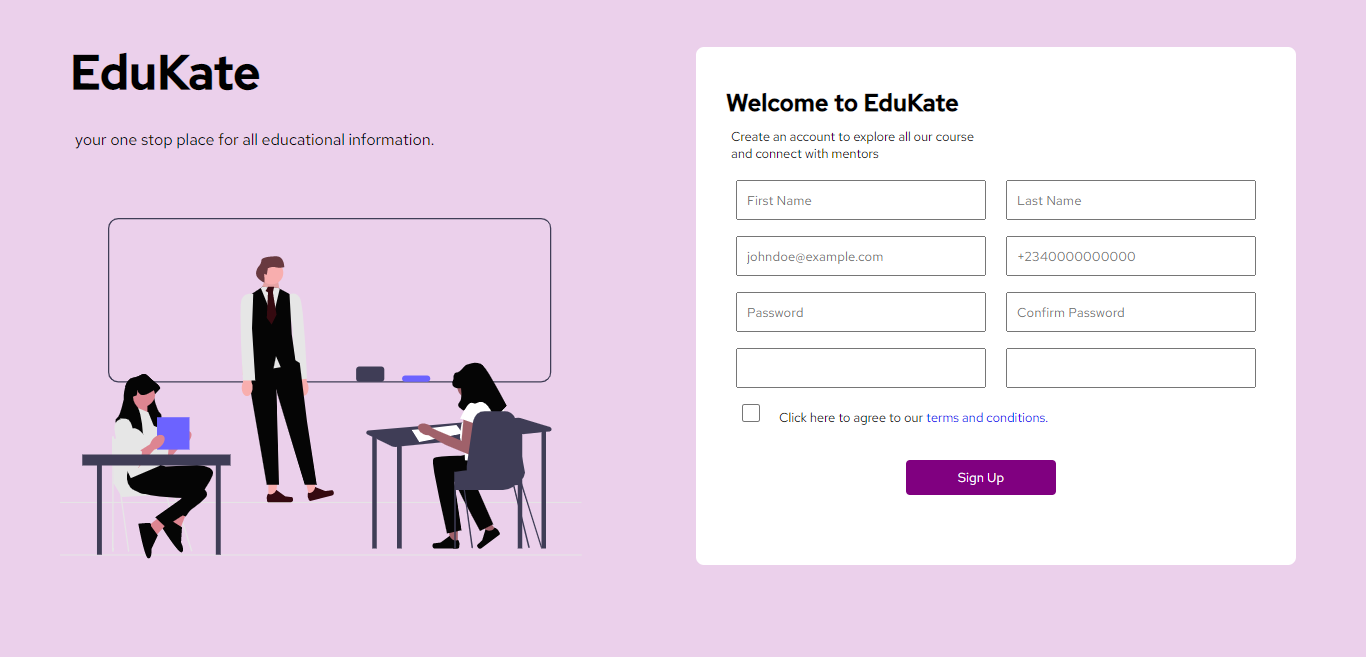 EduKate
your one stop place for all educational information.
Welcome to EduKate
Create an account to explore all our course
and connect with mentors
First Name
Last Name
johndoe@example.com
+2340000000000
Password
Confirm Password
Click here to agree to our terms and conditions.
Sign Up